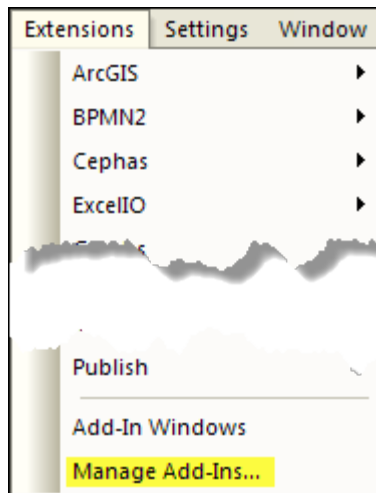 Extensions Settings Window
ArcGIS
BPMN2
Cephas
ExcelIO
Publish
Add-In Windows
Manage Add-Ins...